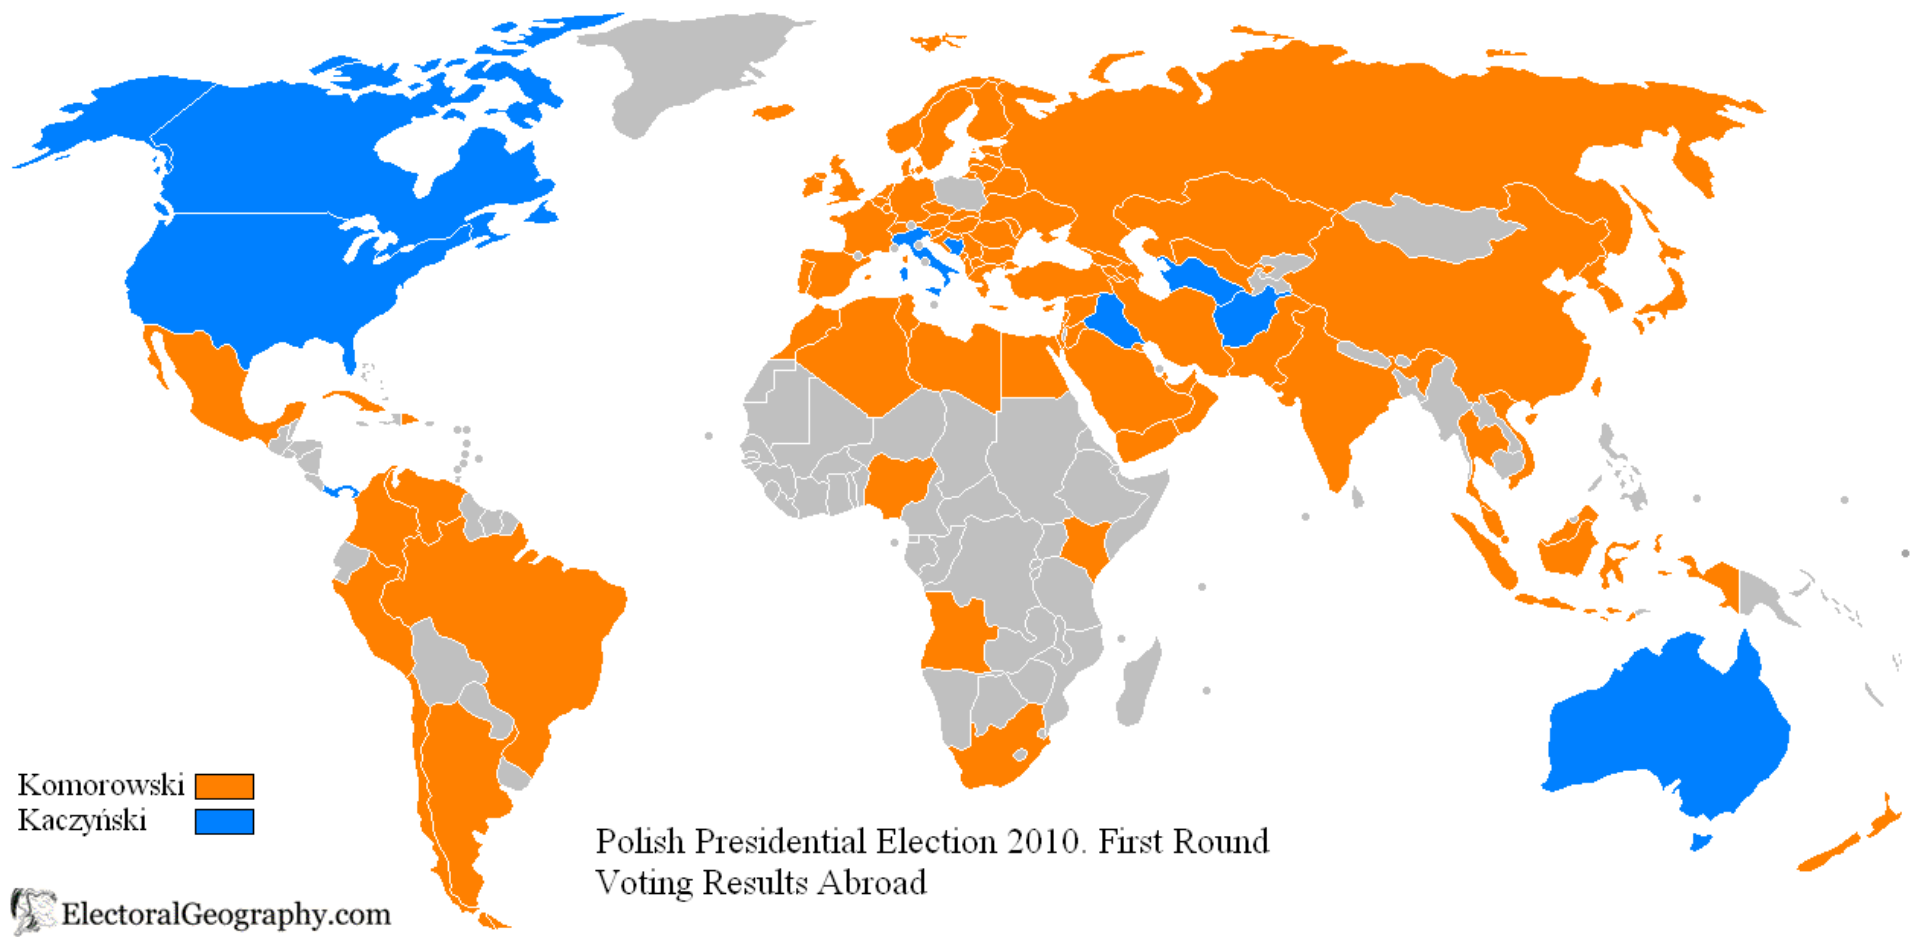 Komorowski
Kaczyński
Polish Presidential Election 2010. First Round
Voting Results Abroad
ElectoralGeography.com